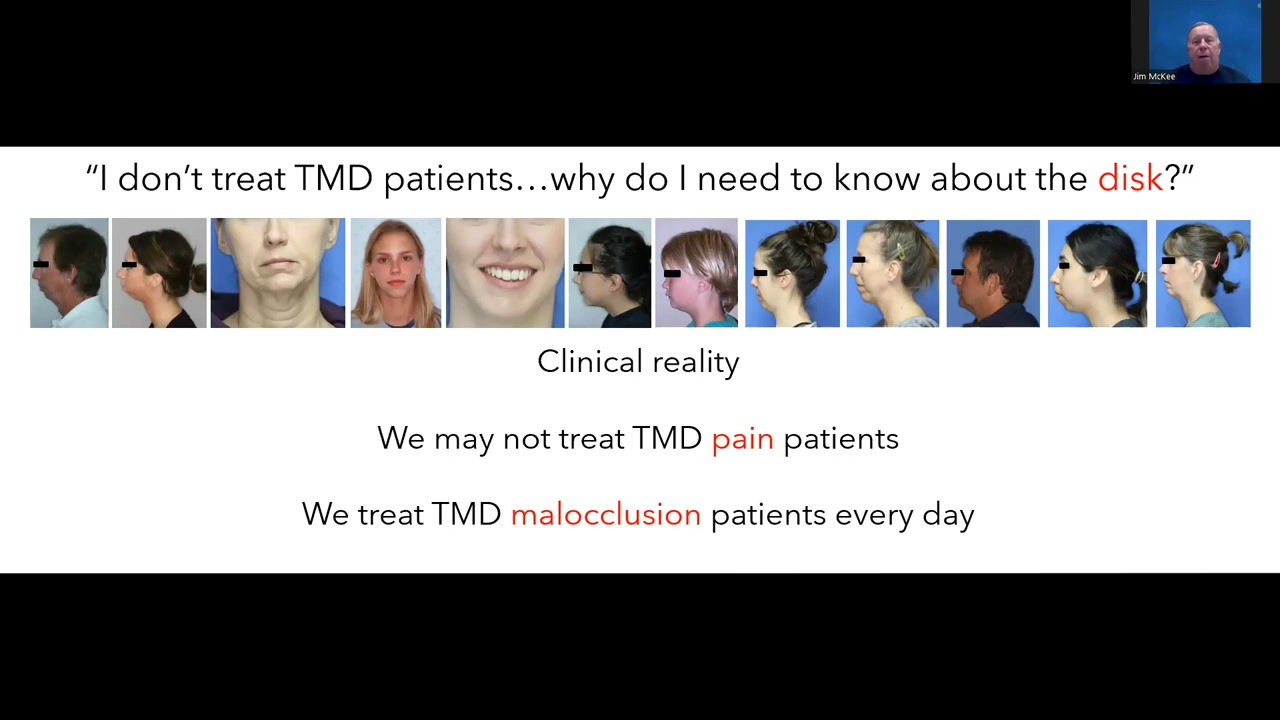 Jim McKee
“I don’t treat TMD patients…why do I need to know about the disk?”
Clinical reality
We may not treat TMD pain patients
We treat TMD malocclusion patients every day